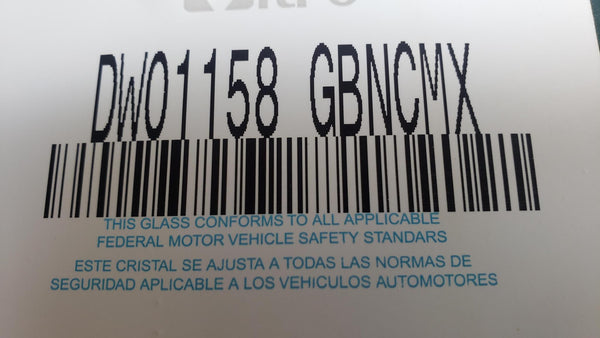 DW01158 GBNCMX
THIS GLASS CONFORMS TO ALL APPLICABLE
FEDERAL MOTOR VEHICLE SAFETY STANDARS
ESTE CRISTAL SE AJUSTA A TODAS LAS NORMAS DE
SEGURIDAD APLICABLE A LOS VEHICULOS AUTOMOTORES